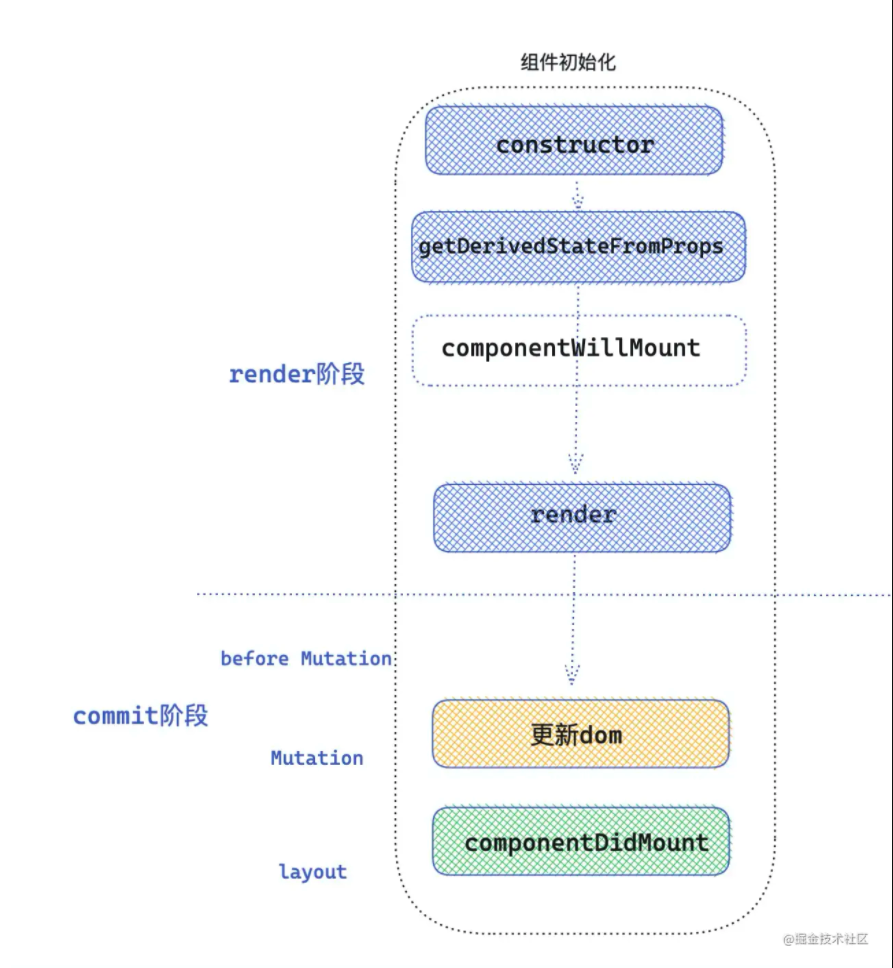 组件初始化
constructor
getDerivedStateFromProps
componentWillMount
render阶段
render
before Mutation
commit阶段
更新dom
Mutation
componentDidMount
layout
@掘金技术社区